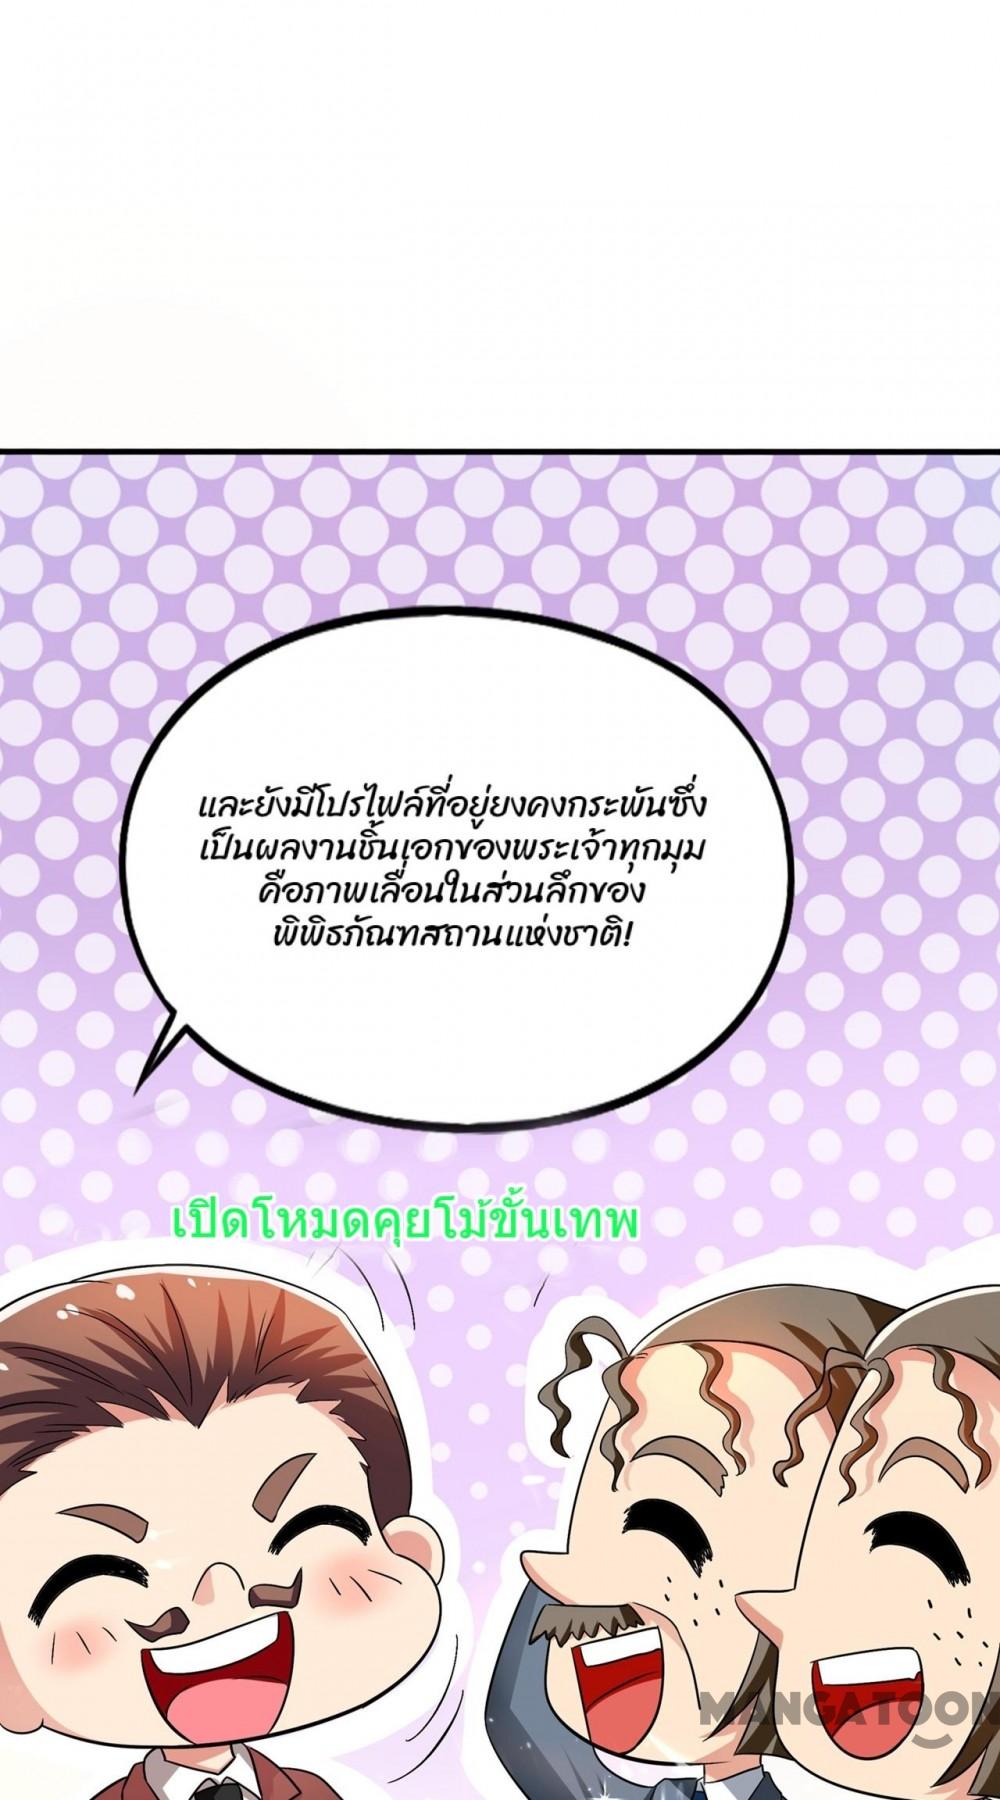 และยังมีโปรไฟล์ที่อยู่ยงคงกระพันซึ่ง
เป็นผลงานชิ้นเอกของพระเจ้าทุกมุม
คือภาพเลื่อนในส่วนลึกของ
พิพิธภัณฑสถานแห่งชาติ!
เปิดโหมดคุยโม้ขั้นเทพ
MANGATOON